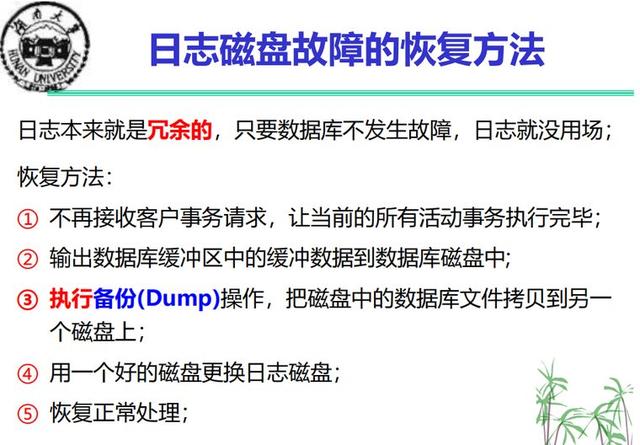 湖南大学
HUNAN UNIVERSITY
日志磁盘故障的恢复方法
日志本来就是冗余的，只要数据库不发生故障，日志就没用场；
恢复方法：
① 不再接收客户事务请求，让当前的所有活动事务执行完毕；
② 输出数据库缓冲区中的缓冲数据到数据库磁盘中;
③ 执行备份(Dump)操作，把磁盘中的数据库文件拷贝到另一
个磁盘上；
④ 用一个好的磁盘更换日志磁盘；
⑤ 恢复正常处理；